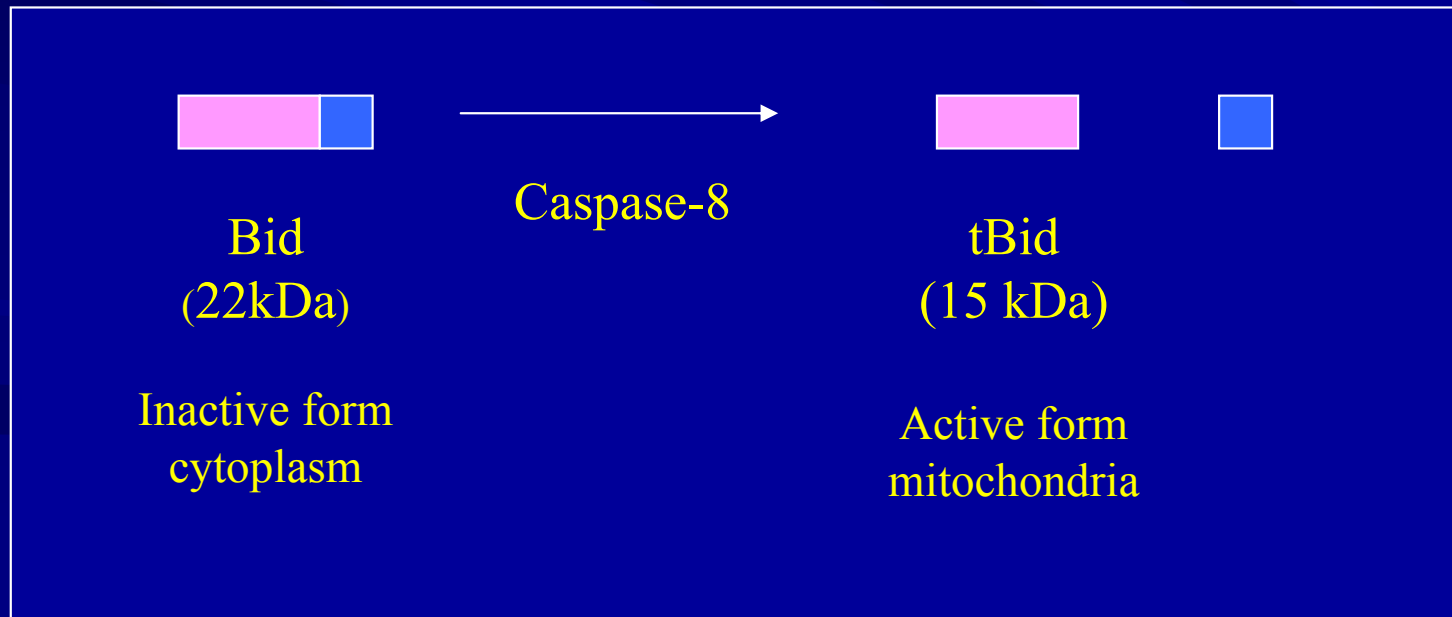 Caspase-8
Bid
(22kDa)
Inactive form
cytoplasm
tBid
(15 kDa)
Active form
mitochondria